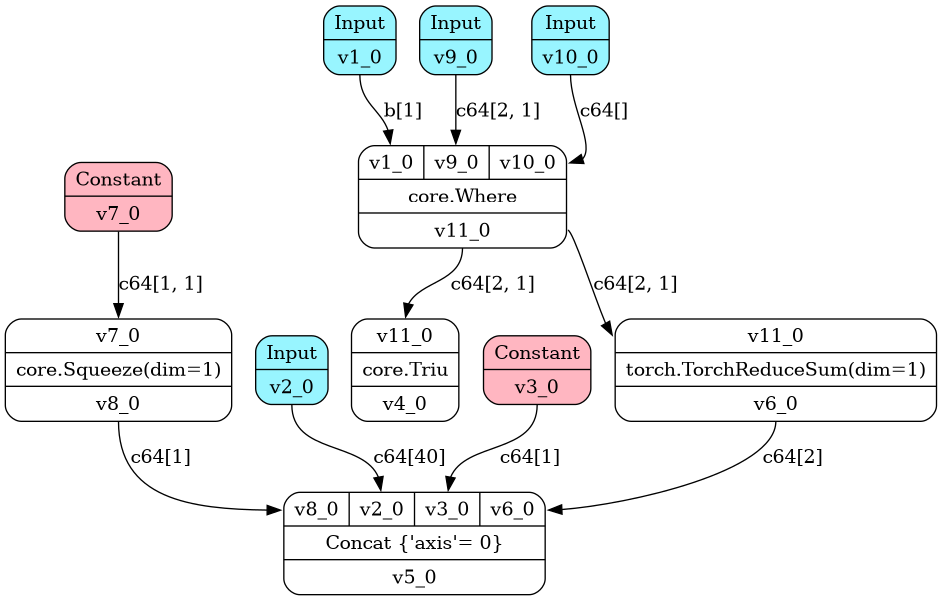 Input
v1_0
Input
v9_0
Input
v10_0
b[1]
c64[2, 1]
c64[]
v1_0
v9_0
v10_0
core.Where
v11_0
Constant
v7_0
c64[1, 1]
c64[2, 1]
c64[2, 1]
v7_0
core.Squeeze(dim=1)
v8_0
Input
v2_0
v11_0
core.Triu
v4_0
Constant
v3_0
v11_0
torch.TorchReduceSum(dim=1)
v6_0
c64[1]
c64[40]
c64[1]
c64[2]
v8_0
v2_0
v3_0
v6_0
Concat {'axis'= 0}
v5_0